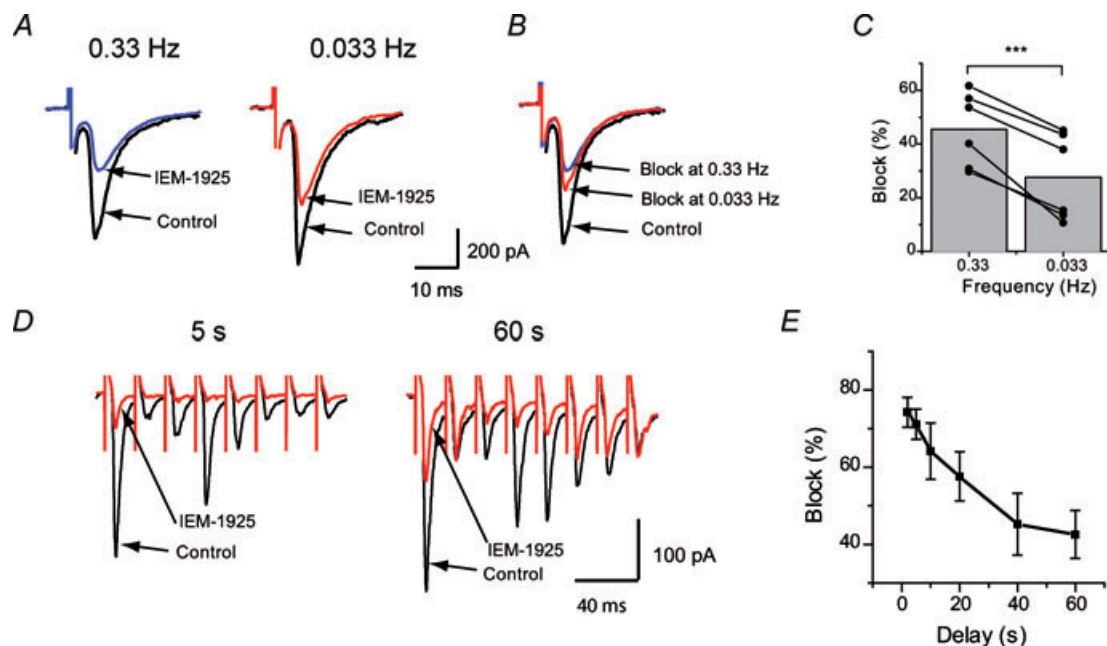 A
0.33 Hz
0.033 Hz
IEM-1925
Control
IEM-1925
Control
200 pA
10 ms
B
Block at 0.33 Hz
Block at 0.033 Hz
Control
C
***
Block (%)
60
40
20
0
0.33
0.033
Frequency (Hz)
D
5 s
60 s
IEM-1925
Control
IEM-1925
Control
100 pA
40 ms
E
Block (%)
80
60
40
0
20
40
60
Delay (s)